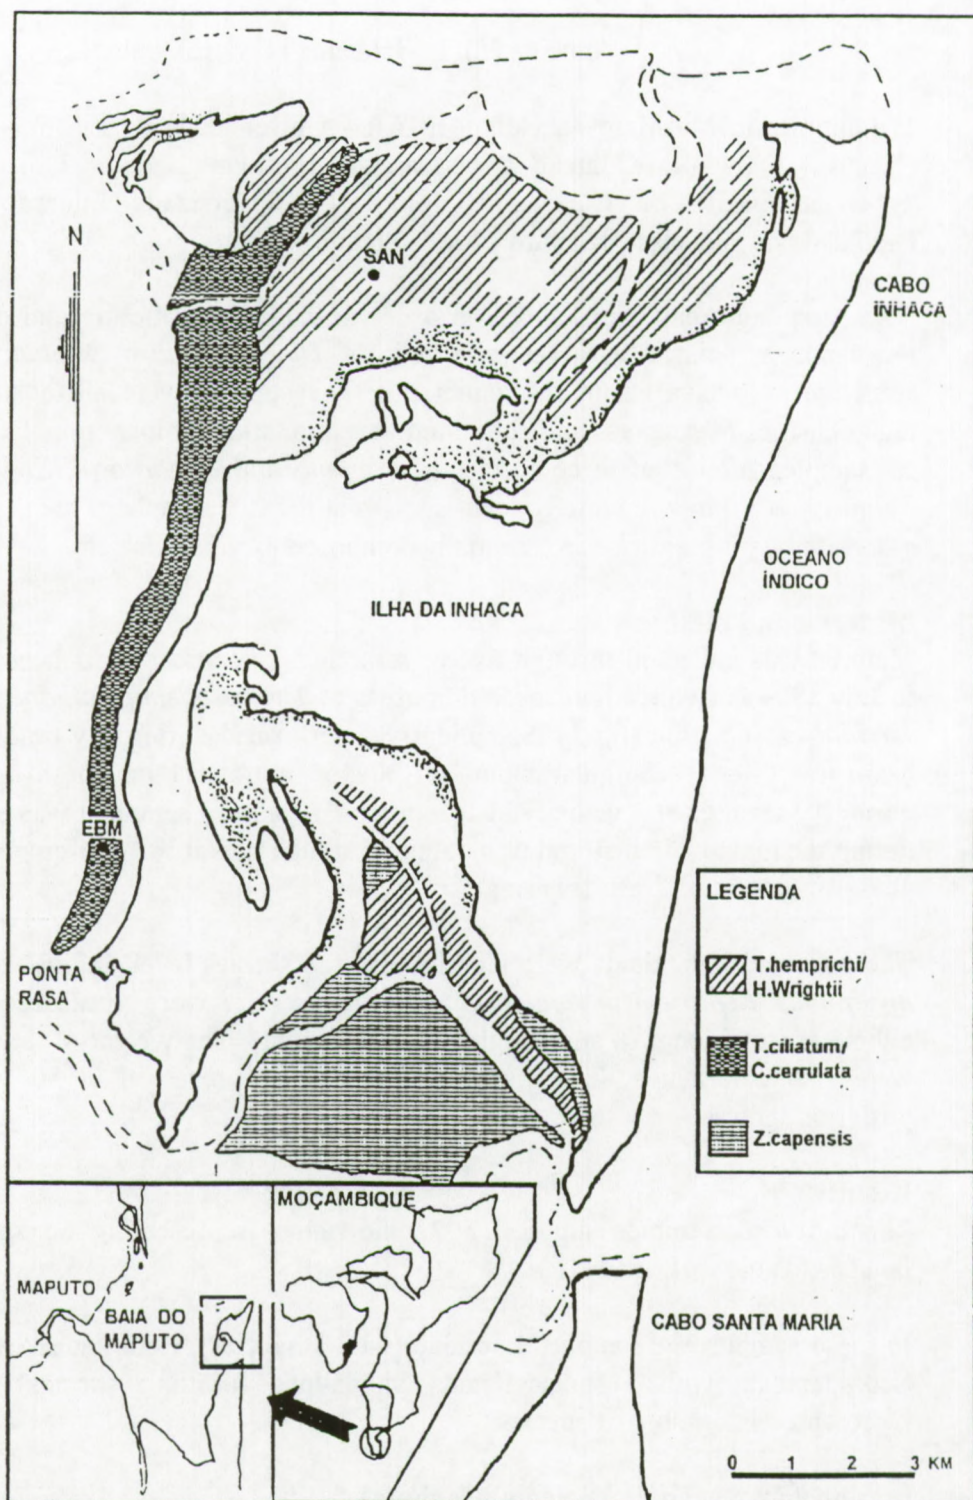 N
SAN
CABO
INHACA
OCEANO
ÍNDICO
ILHA DA INHACA
EBM
PONTA
RASA
LEGENDA
T.hemprichi/
H.Wrightii
T.ciliatum/
C.cerrulata
Z.capensis
MOÇAMBIQUE
MAPUTO
BAIA DO
MAPUTO
CABO SANTA MARIA
0 1 2 3 KM